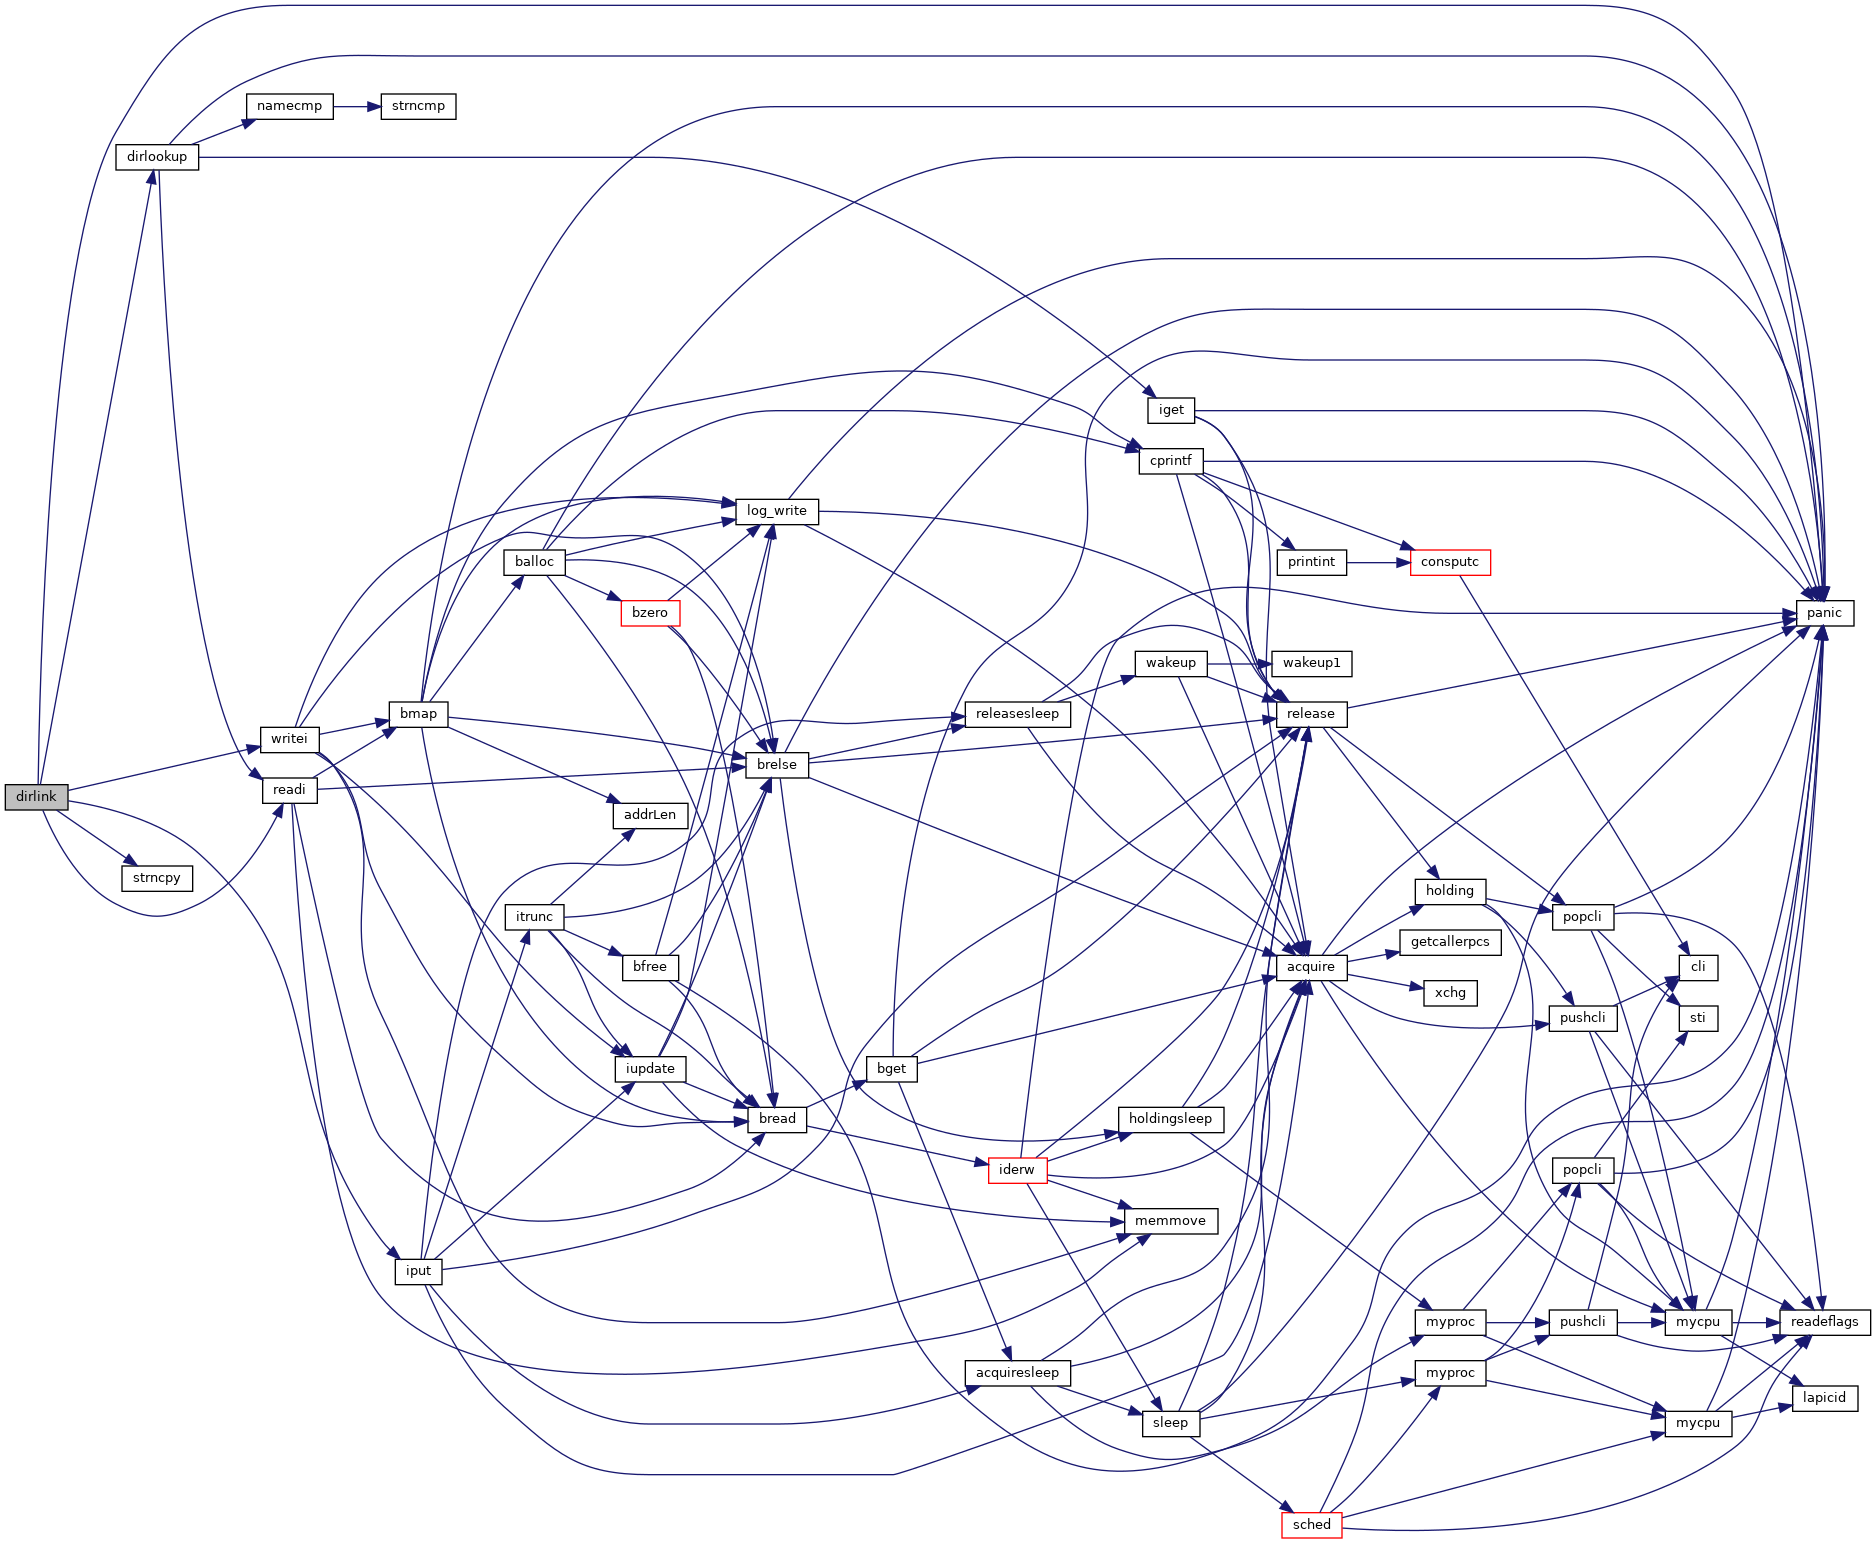 namecmp
strncmp
dirlookup
iget
cprintf
log_write
balloc
printint
consputc
bzero
panic
wakeup
wakeup1
bmap
releasesleep
release
writei
brelse
readi
dirlink
addrLen
strncpy
holding
itrunc
popcli
getcallerpcs
bfree
acquire
cli
xchg
pushcli
sti
iupdate
bget
bread
holdingsleep
iderw
popcli
memmove
iput
myproc
pushcli
mycpu
readeflags
acquiresleep
myproc
lapicid
sleep
mycpu
sched